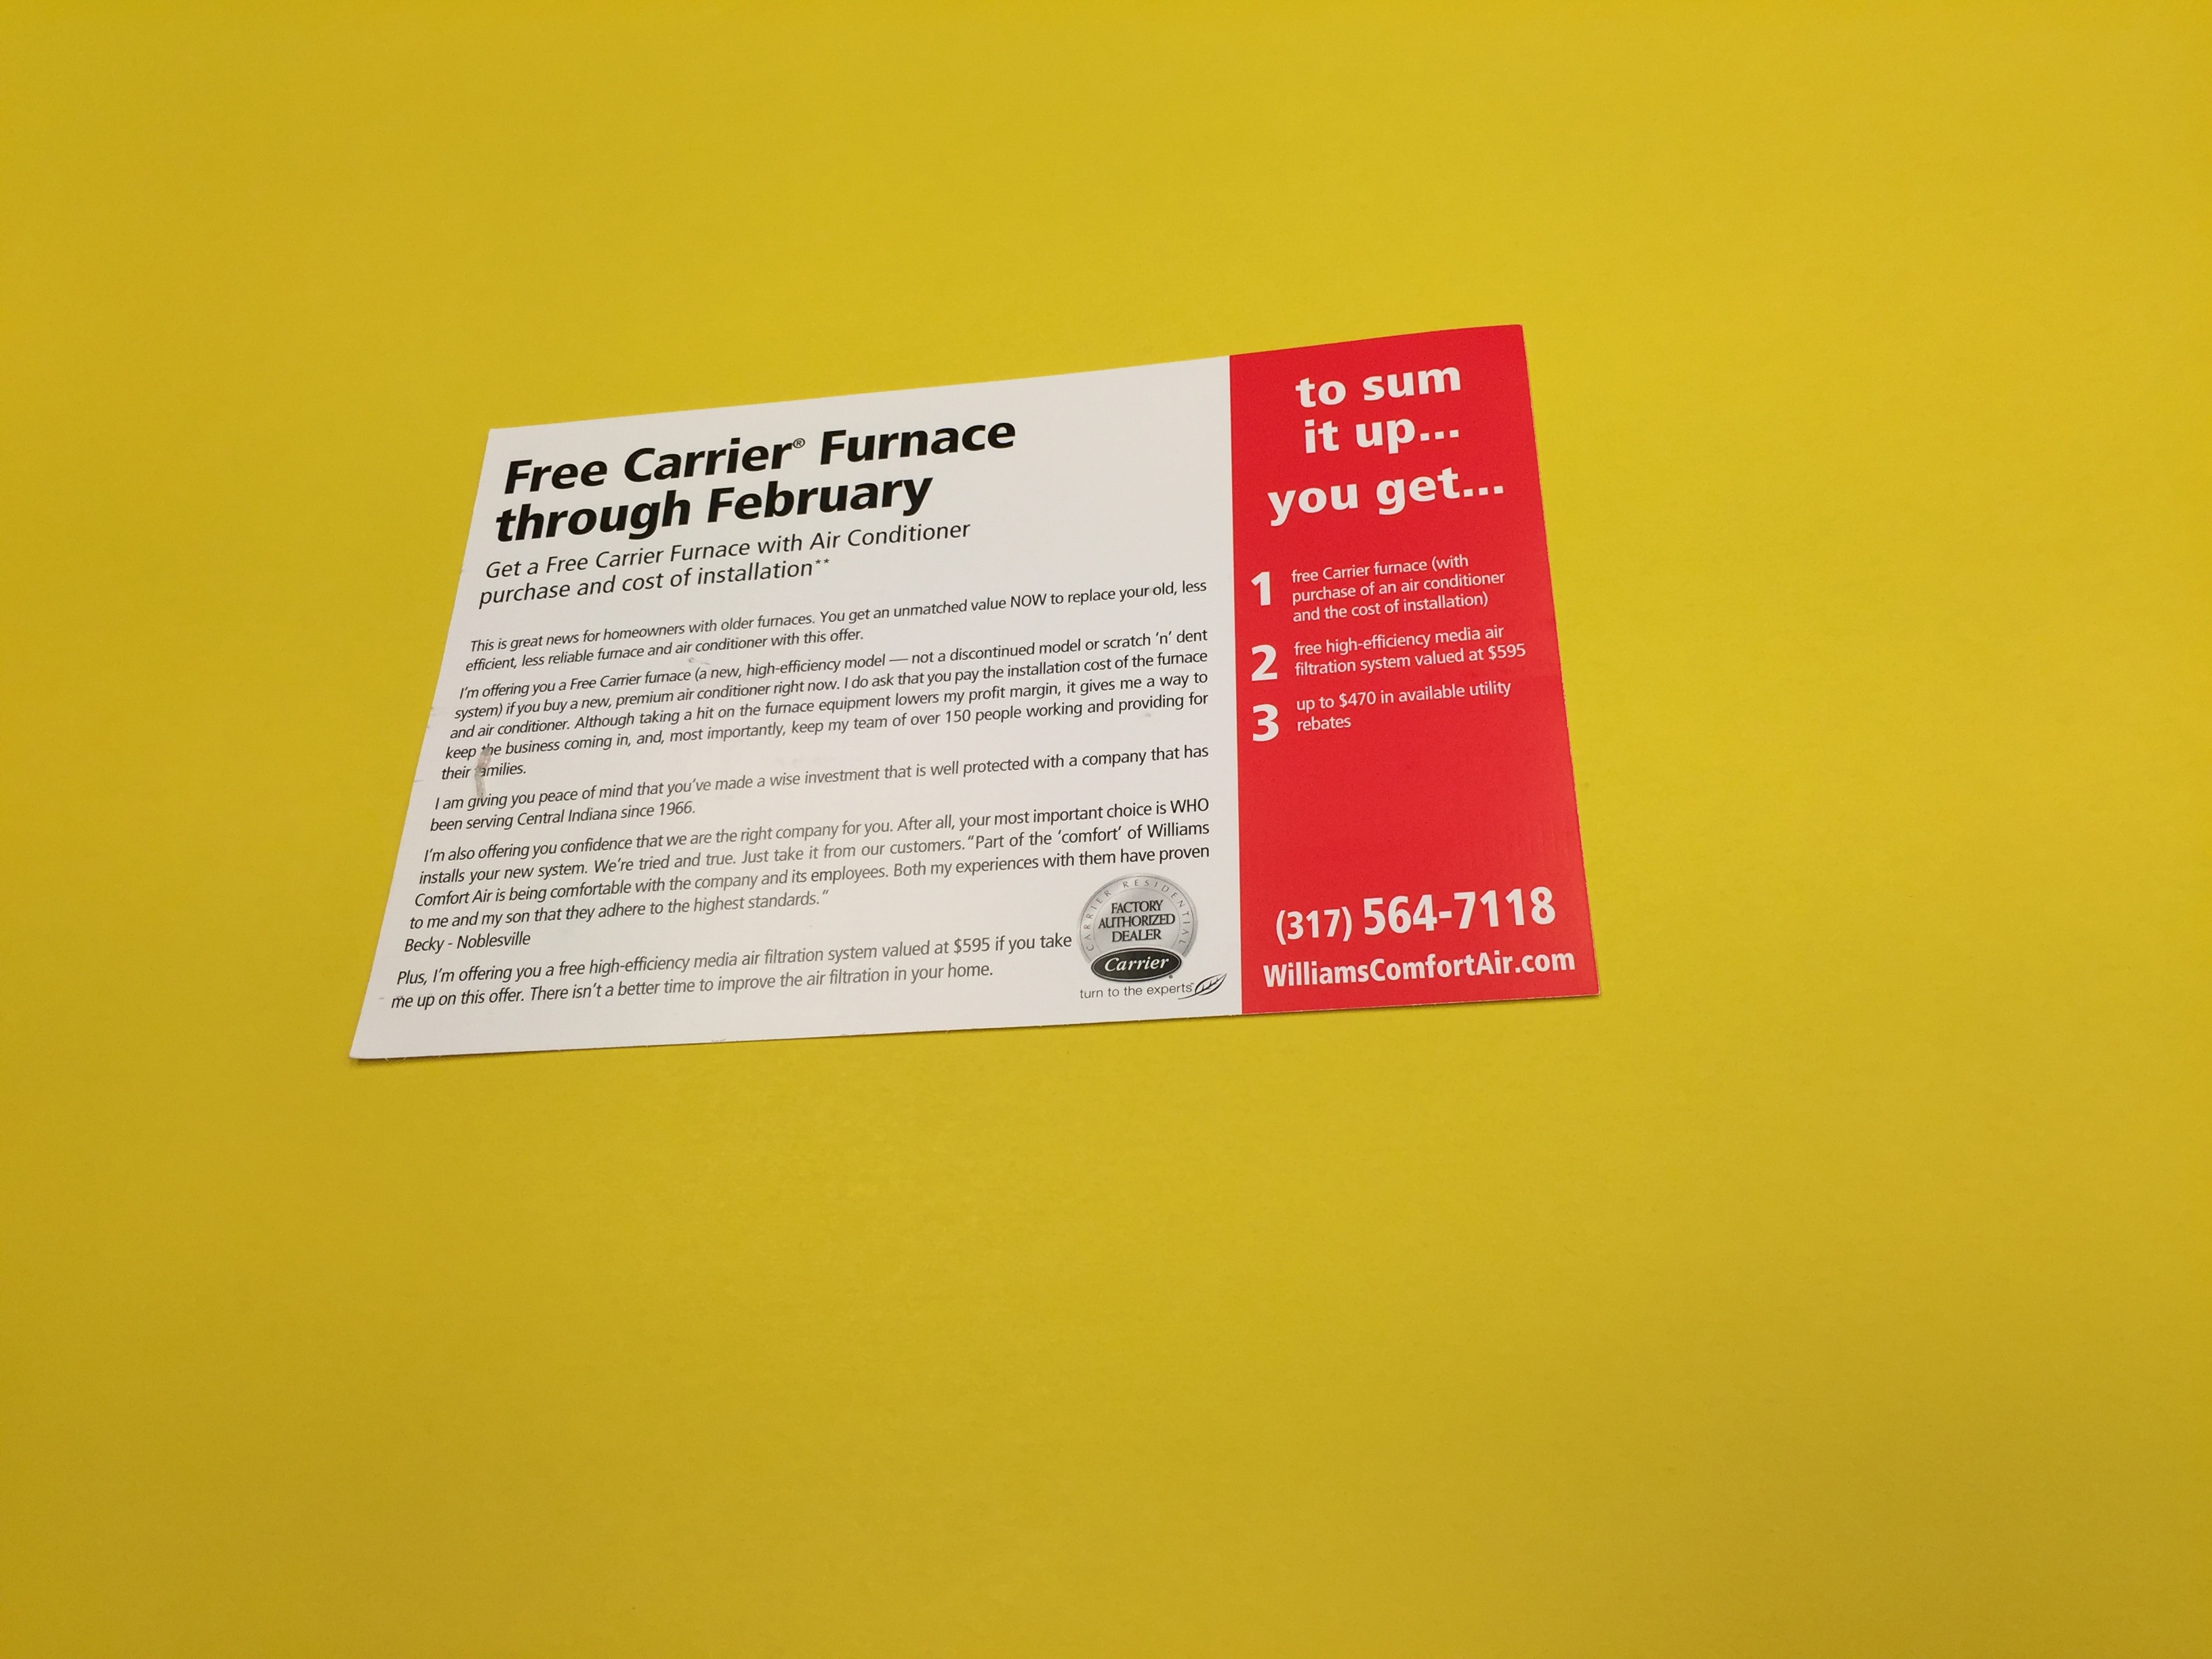 Free Carrier® Furnace
through February
Get a Free Carrier Furnace with Air Conditioner
purchase and cost of installation**
This is great news for homeowners with older furnaces. You get an unmatched value NOW to replace your old, less
efficient, less reliable furnace and air conditioner with this offer.
I'm offering you a Free Carrier furnace (a new, high-efficiency model — not a discontinued model or scratch 'n' dent
system) if you buy a new, premium air conditioner right now. I do ask that you pay the installation cost of the furnace
and air conditioner. Although taking a hit on the furnace equipment lowers my profit margin, it gives me a way to
keep the business coming in, and, most importantly, keep my team of over 150 people working and providing for
their families.
I am giving you peace of mind that you've made a wise investment that is well protected with a company that has
been serving Central Indiana since 1966.
I'm also offering you confidence that we are the right company for you. After all, your most important choice is WHO
installs your new system. We're tried and true. Just take it from our customers. "Part of the 'comfort' of Williams
Comfort Air is being comfortable with the company and its employees. Both my experiences with them have proven
to me and my son that they adhere to the highest standards."
Becky - Noblesville
Plus, I'm offering you a free high-efficiency media air filtration system valued at $595 if you take
me up on this offer. There isn't a better time to improve the air filtration in your home.
CARRIER RESIDENTIAL
FACTORY
AUTHORIZED
DEALER
Carrier
turn to the experts
to sum
it up...
you get...
1 free Carrier furnace (with
purchase of an air conditioner
and the cost of installation)
2 free high-efficiency media air
filtration system valued at $595
3 up to $470 in available utility
rebates
(317) 564-7118
WilliamsComfortAir.com